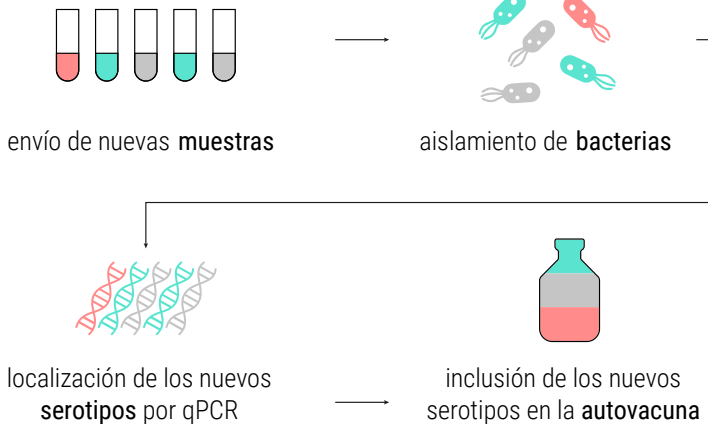 envío de nuevas muestras
aislamiento de bacterias
localización de los nuevos
serotipos por qPCR
inclusión de los nuevos
serotipos en la autovacuna